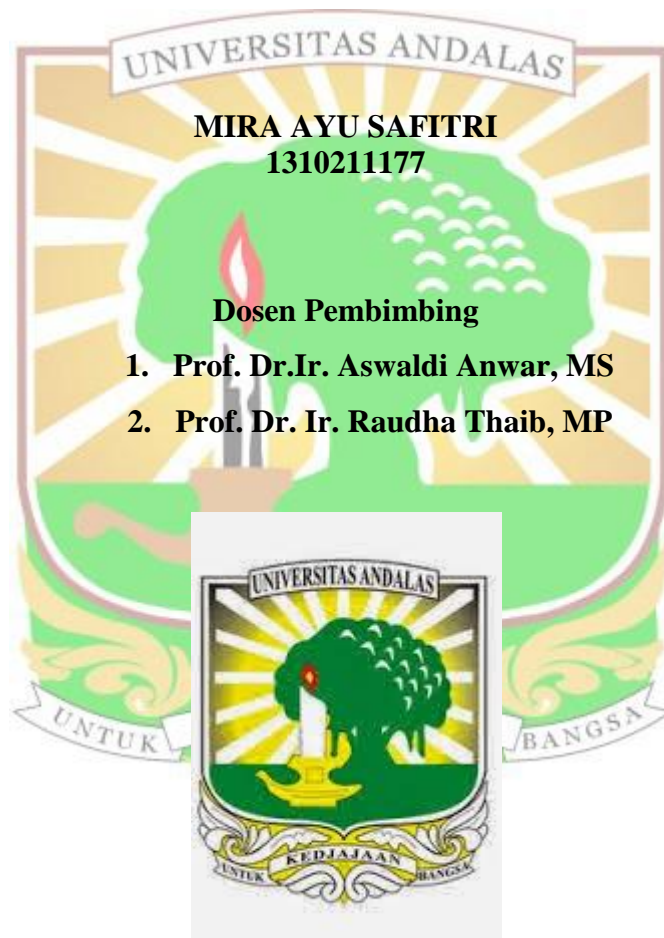 UNIVERSITAS ANDALAS
MIRA AYU SAFITRI
1310211177
Dosen Pembimbing
1. Prof. Dr.Ir. Aswaldi Anwar, MS
2. Prof. Dr. Ir. Raudha Thaib, MP
UNIVERSITAS ANDALAS
UNTUK BANGSA
UNTUK KEDJAJAAN BANGSA